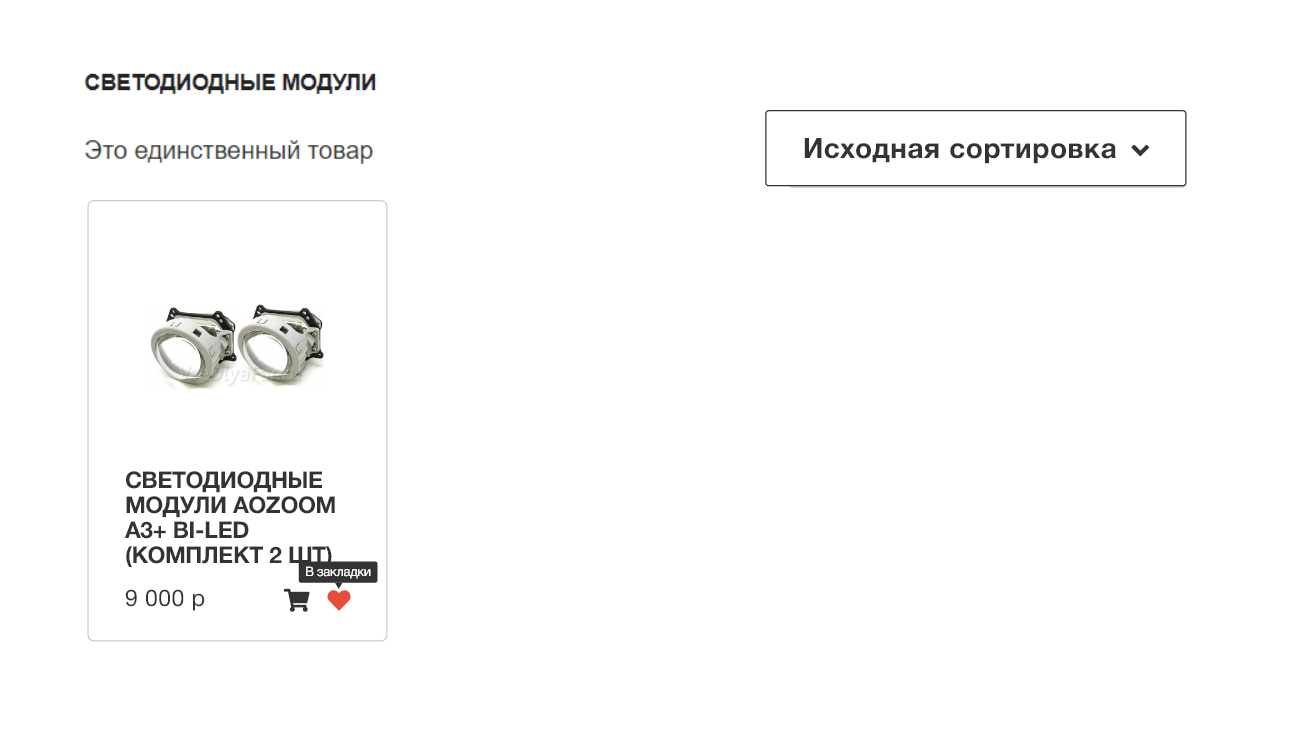 СВЕТОДИОДНЫЕ МОДУЛИ
Это единственный товар
Исходная сортировка
СВЕТОДИОДНЫЕ
МОДУЛИ AOZOOM
A3+ BI-LED
(КОМПЛЕКТ 2 ШТ)
В закладки
9 000 р